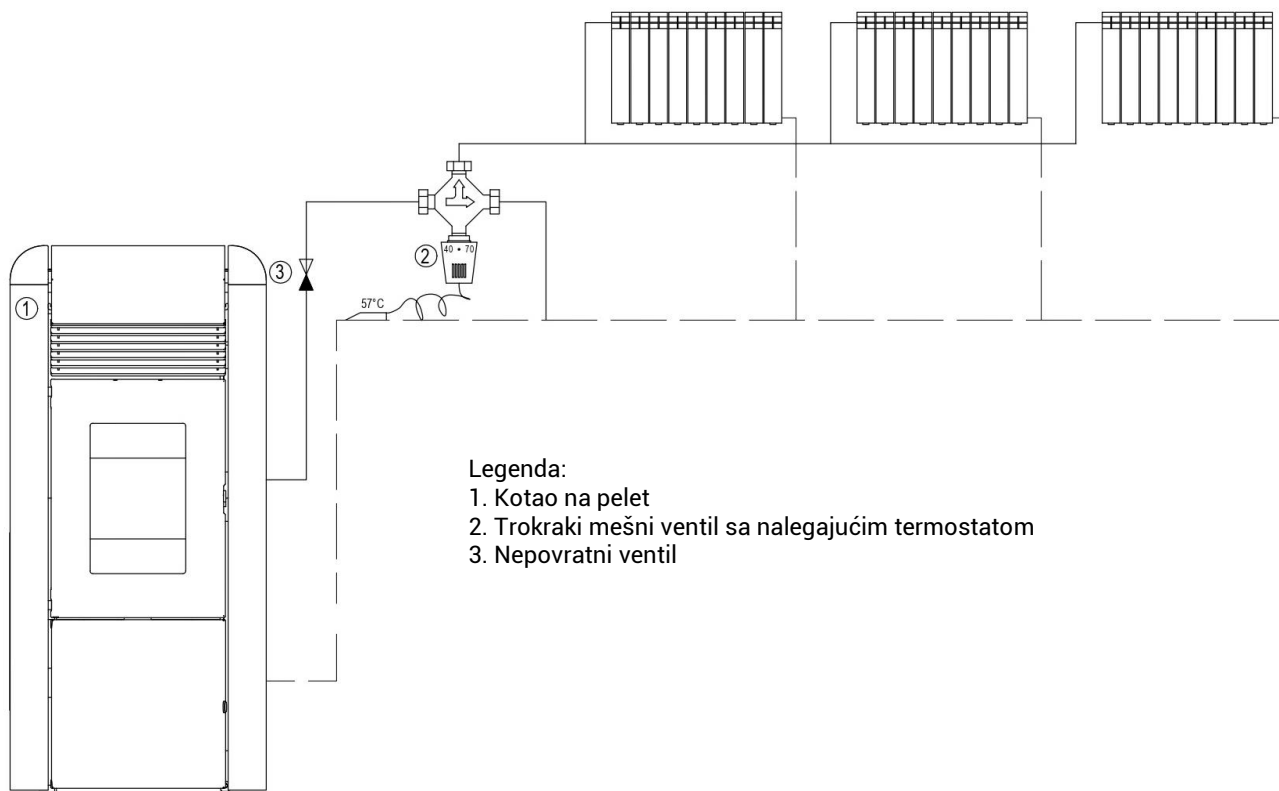 3
2
40 • 70
57°C
1
Legenda:
1. Kotao na pelet
2. Trokraki mešni ventil sa nalegajućim termostatom
3. Nepovratni ventil